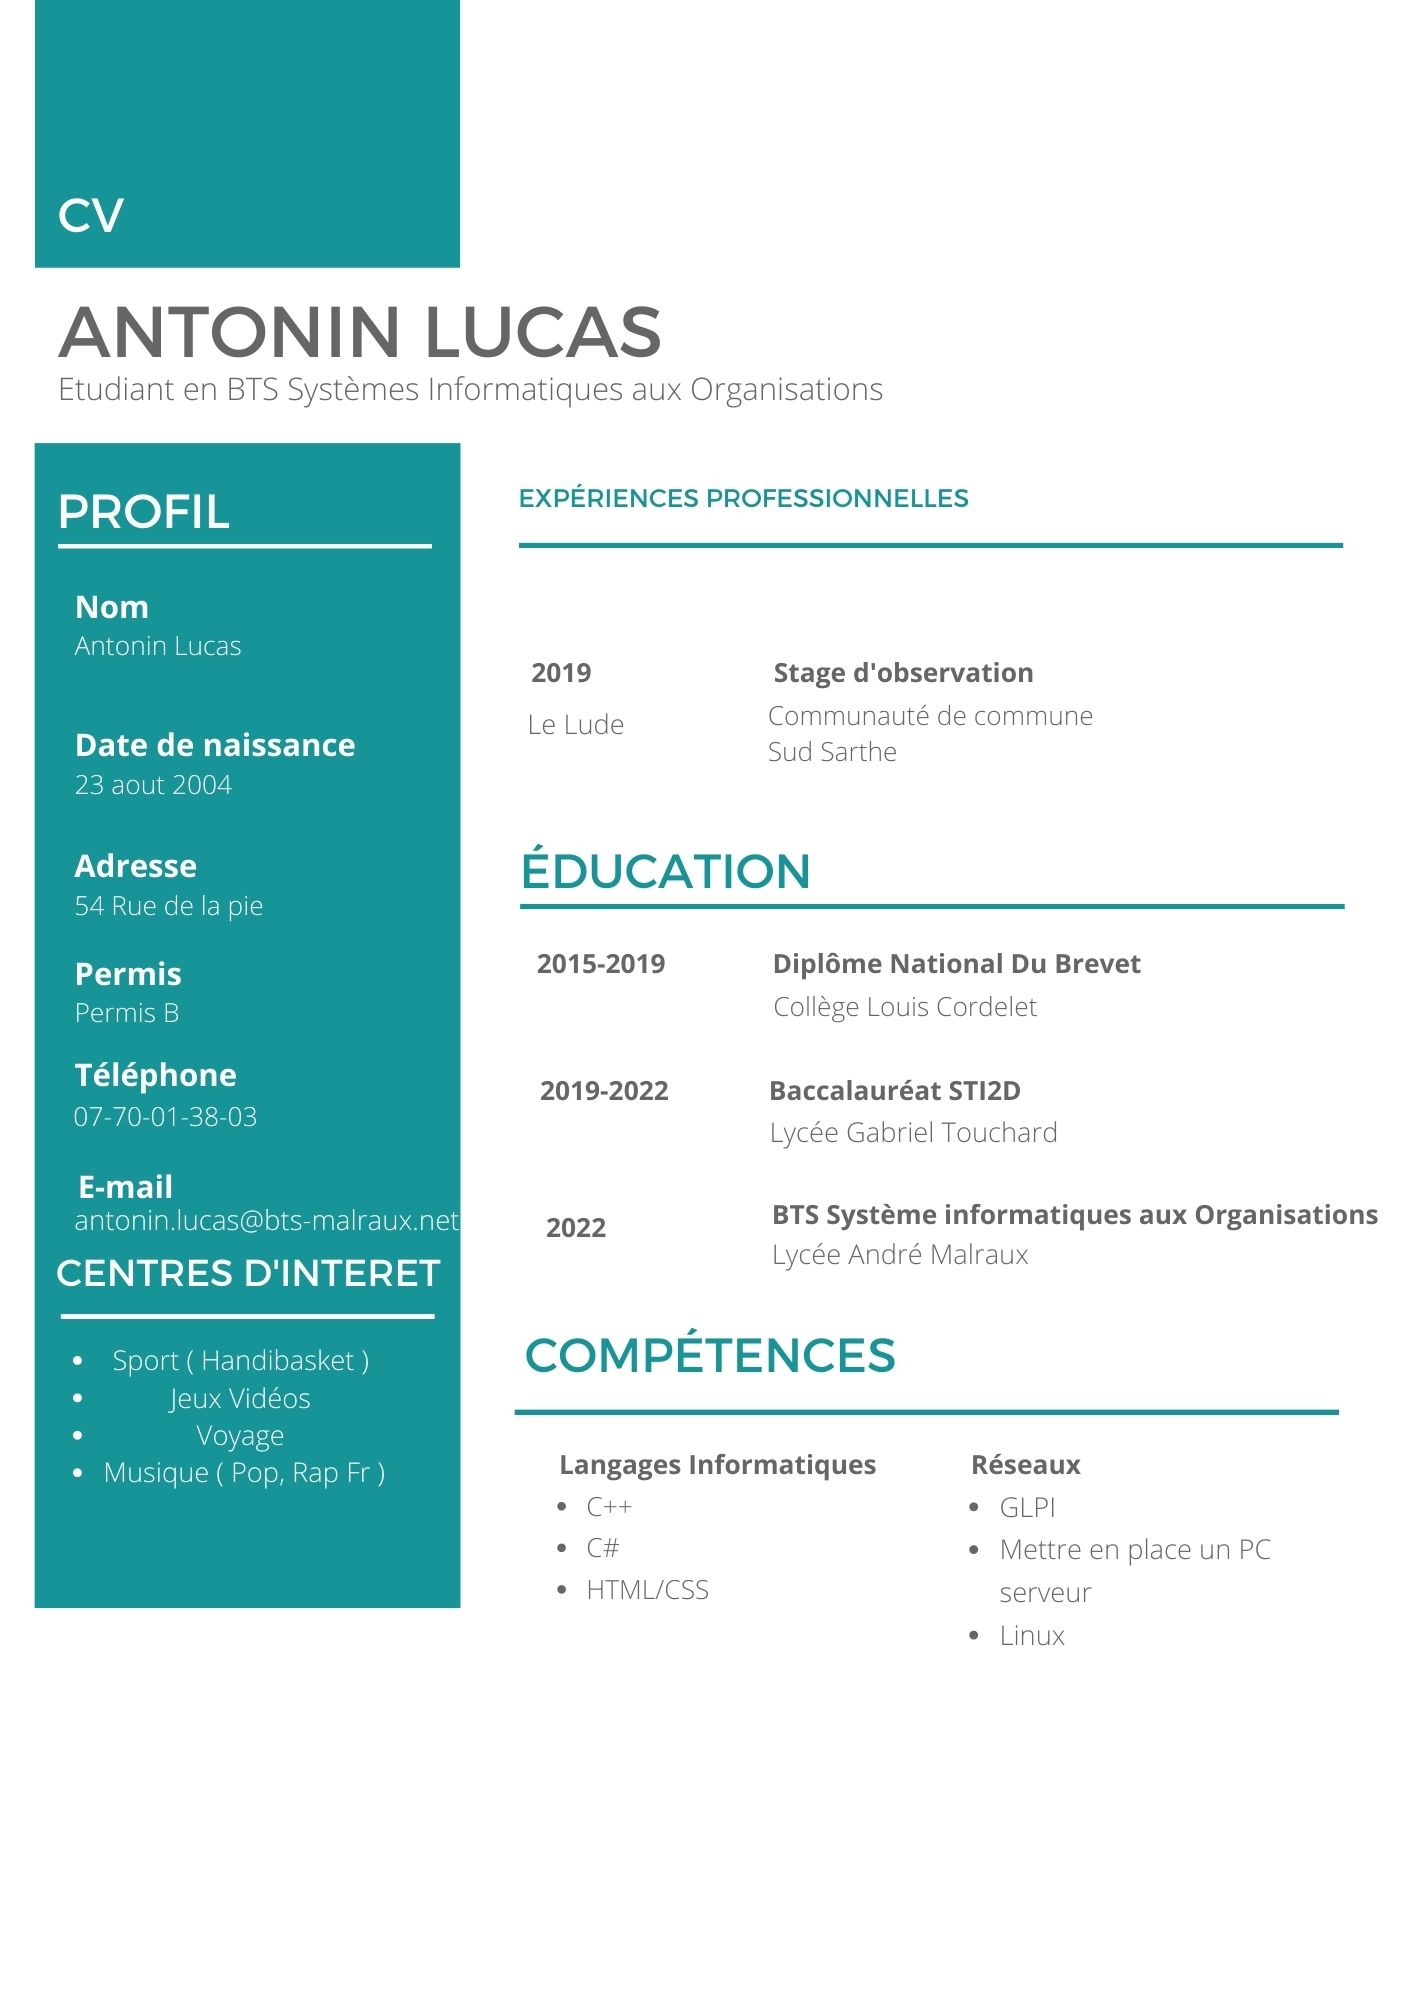 CV
ANTONIN LUCAS
Etudiant en BTS Systèmes Informatiques aux Organisations
PROFIL
Nom
Antonin Lucas
Date de naissance
23 aout 2004
Adresse
54 Rue de la pie
Permis
Permis B
Téléphone
07-70-01-38-03
E-mail
antonin.lucas@bts-malraux.net
CENTRES D'INTERET
• Sport ( Handibasket )
• Jeux Vidéos
• Voyage
• Musique ( Pop, Rap Fr )
EXPÉRIENCES PROFESSIONNELLES
2019
Le Lude
Stage d'observation
Communauté de commune
Sud Sarthe
ÉDUCATION
2015-2019
Diplôme National Du Brevet
Collège Louis Cordelet
2019-2022
Baccalauréat STI2D
Lycée Gabriel Touchard
2022
BTS Système informatiques aux Organisations
Lycée André Malraux
COMPÉTENCES
Langages Informatiques
• C++
• C#
• HTML/CSS
Réseaux
• GLPI
• Mettre en place un PC
serveur
• Linux